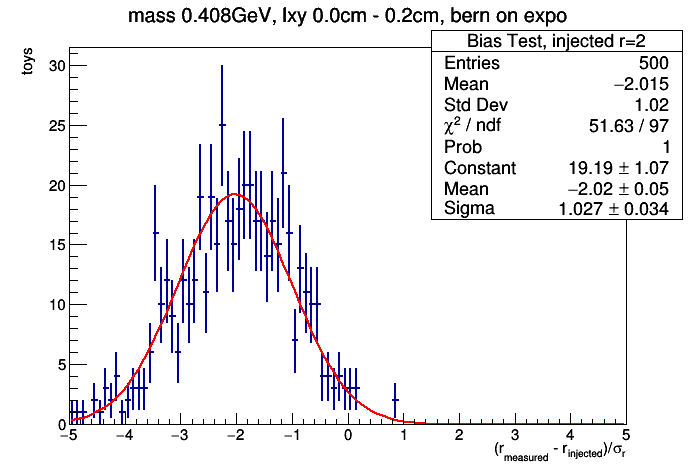 mass 0.408GeV, lxy 0.0cm - 0.2cm, bern on expo
toys
Bias Test, injected r=2
Entries 500
Mean −2.015
Std Dev 1.02
χ² / ndf 51.63 / 97
Prob 1
Constant 19.19 ± 1.07
Mean −2.02 ± 0.05
Sigma 1.027 ± 0.034
30
25
20
15
10
5
0
−5 −4 −3 −2 −1 0 1 2 3 4 5
(r_measured - r_injected)/σ_r